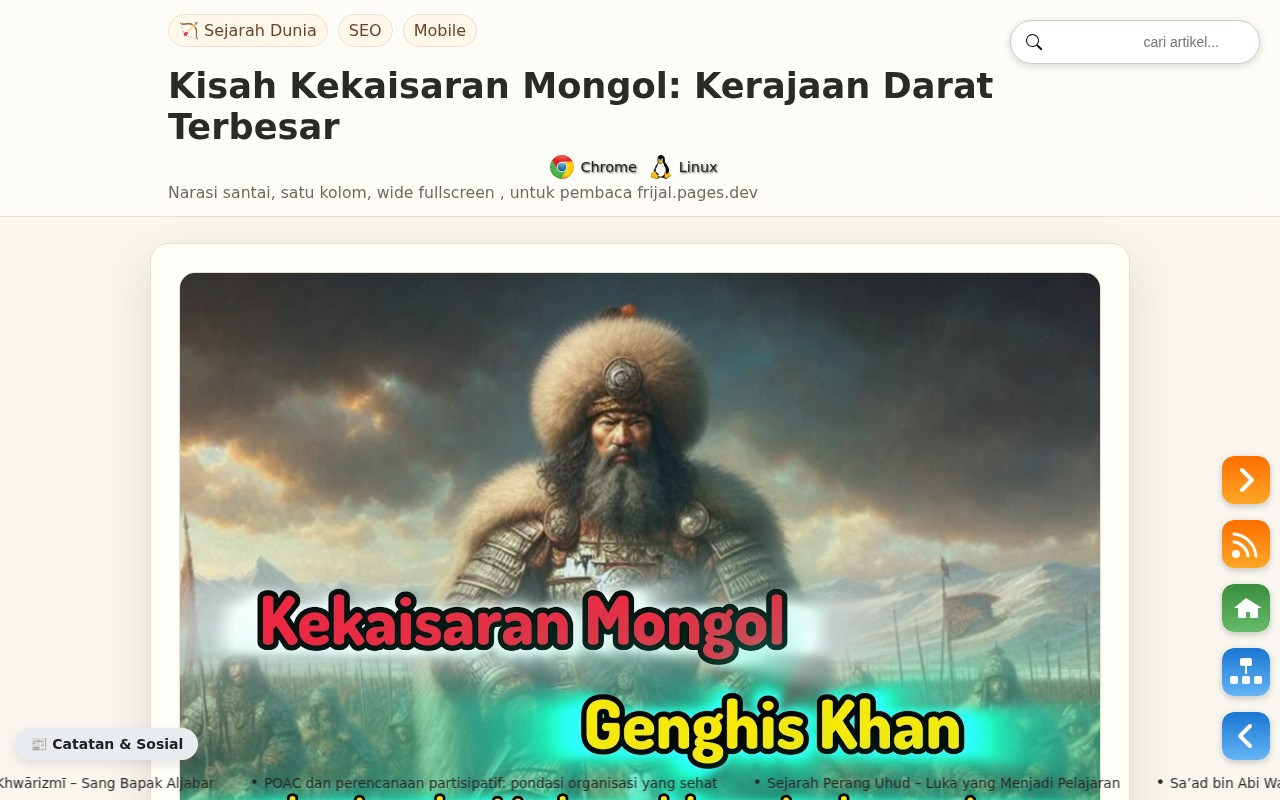 🏹 Sejarah Dunia SEO Mobile
cari artikel...
Kisah Kekaisaran Mongol: Kerajaan Darat
Terbesar
Chrome Linux
Narasi santai, satu kolom, wide fullscreen , untuk pembaca frijal.pages.dev
Kekaisaran Mongol
Genghis Khan
📰 Catatan & Sosial
Khwārizmī – Sang Bapak Aljabar • POAC dan perencanaan partisipatif: pondasi organisasi yang sehat • Sejarah Perang Uhud – Luka yang Menjadi Pelajaran • Sa’ad bin Abi